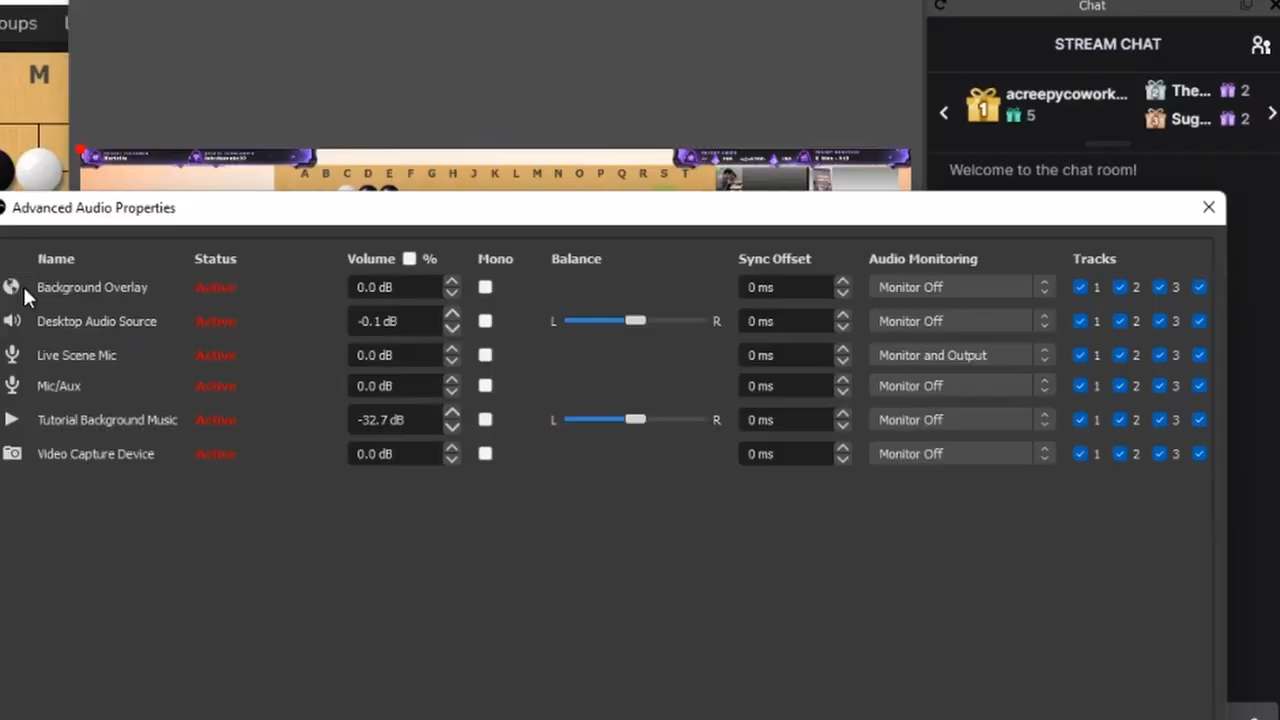 Chat
oups
STREAM CHAT
M
acreepycowork...
5
The... 2
Sug... 2
Welcome to the chat room!
A B C D E F G H J K L M N O P Q R S T
Advanced Audio Properties
Name Status Volume % Mono Balance Sync Offset Audio Monitoring Tracks
Background Overlay Active 0.0 dB 0 ms Monitor Off 1 2 3
Desktop Audio Source Active -0.1 dB L R 0 ms Monitor Off 1 2 3
Live Scene Mic Active 0.0 dB 0 ms Monitor and Output 1 2 3
Mic/Aux Active 0.0 dB 0 ms Monitor Off 1 2 3
Tutorial Background Music Active -32.7 dB L R 0 ms Monitor Off 1 2 3
Video Capture Device Active 0.0 dB 0 ms Monitor Off 1 2 3